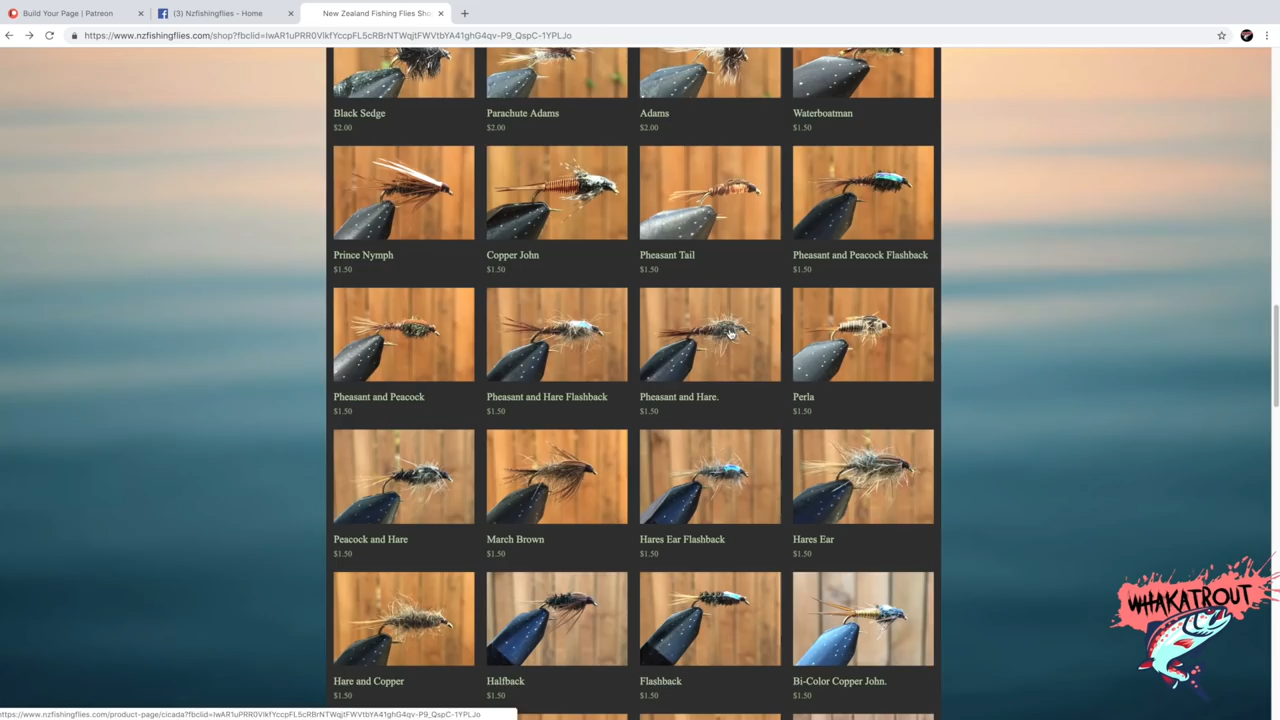 Build Your Page | Patreon
(3) Nzfishingflies - Home
New Zealand Fishing Flies Sho
https://www.nzfishingflies.com/shop?fbclid=IwAR1uPRR0VlkfYccpFL5cRBrNTWqjtFWVtbYA41ghG4qv-P9_QspC-1YPLJo
Black Sedge
$2.00
Parachute Adams
$2.00
Adams
$2.00
Waterboatman
$1.50
Prince Nymph
$1.50
Copper John
$1.50
Pheasant Tail
$1.50
Pheasant and Peacock Flashback
$1.50
Pheasant and Peacock
$1.50
Pheasant and Hare Flashback
$1.50
Pheasant and Hare.
$1.50
Perla
$1.50
Peacock and Hare
$1.50
March Brown
$1.50
Hares Ear Flashback
$1.50
Hares Ear
$1.50
Hare and Copper
$1.50
Halfback
$1.50
Flashback
$1.50
Bi-Color Copper John.
$1.50
WHAKATROUT
https://www.nzfishingflies.com/product-page/cicada?fbclid=IwAR1uPRR0VlkfYccpFL5cRBrNTWqjtFWVtbYA41ghG4qv-P9_QspC-1YPLJo